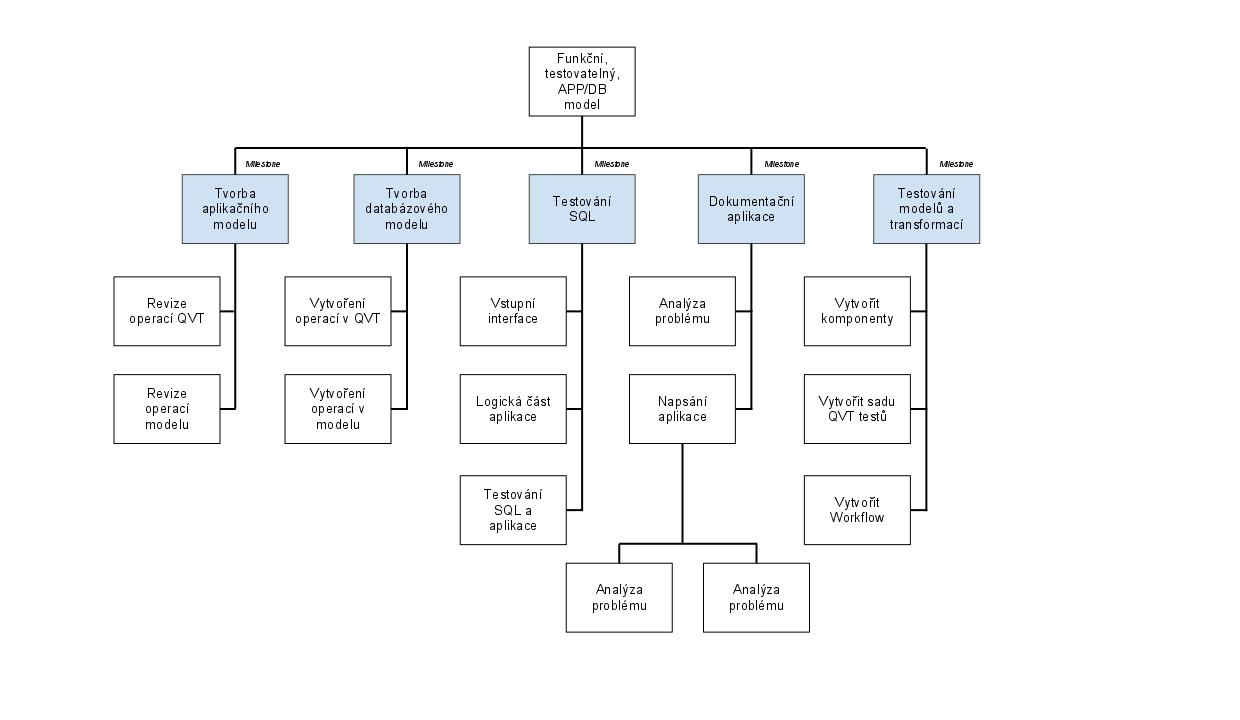 Funkční,
testovatelný,
APP/DB
model
Milestone
Milestone
Milestone
Milestone
Milestone
Tvorba
aplikačního
modelu
Tvorba
databázového
modelu
Testování
SQL
Dokumentační
aplikace
Testování
modelů a
transformací
Revize
operací QVT
Vytvoření
operací v QVT
Vstupní
interface
Analýza
problému
Vytvořit
komponenty
Revize
operací
modelu
Vytvoření
operací v
modelu
Logická část
aplikace
Napsání
aplikace
Vytvořit sadu
QVT testů
Testování
SQL a
aplikace
Vytvořit
Workflow
Analýza
problému
Analýza
problému